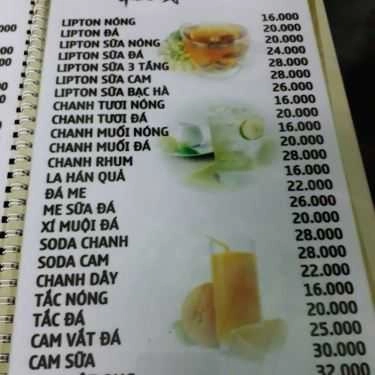 LIPTON NÓNG 16.000
LIPTON ĐÁ 20.000
LIPTON SỮA NÓNG 20.000
LIPTON SỮA ĐÁ 24.000
LIPTON SỮA 3 TẦNG 28.000
LIPTON SỮA CAM 28.000
LIPTON SỮA BẠC HÀ 26.000
CHANH TƯƠI NÓNG 16.000
CHANH TƯƠI ĐÁ 20.000
CHANH MUỐI NÓNG 16.000
CHANH MUỐI ĐÁ 20.000
CHANH RHUM 28.000
LA HÁN QUẢ 16.000
ĐÁ ME 22.000
ME SỮA ĐÁ 26.000
XÍ MUỘI ĐÁ 20.000
SODA CHANH 28.000
SODA CAM 28.000
CHANH DÂY 22.000
TẮC NÓNG 16.000
TẮC ĐÁ 20.000
CAM VẮT ĐÁ 25.000
CAM SỮA 30.000
32.000